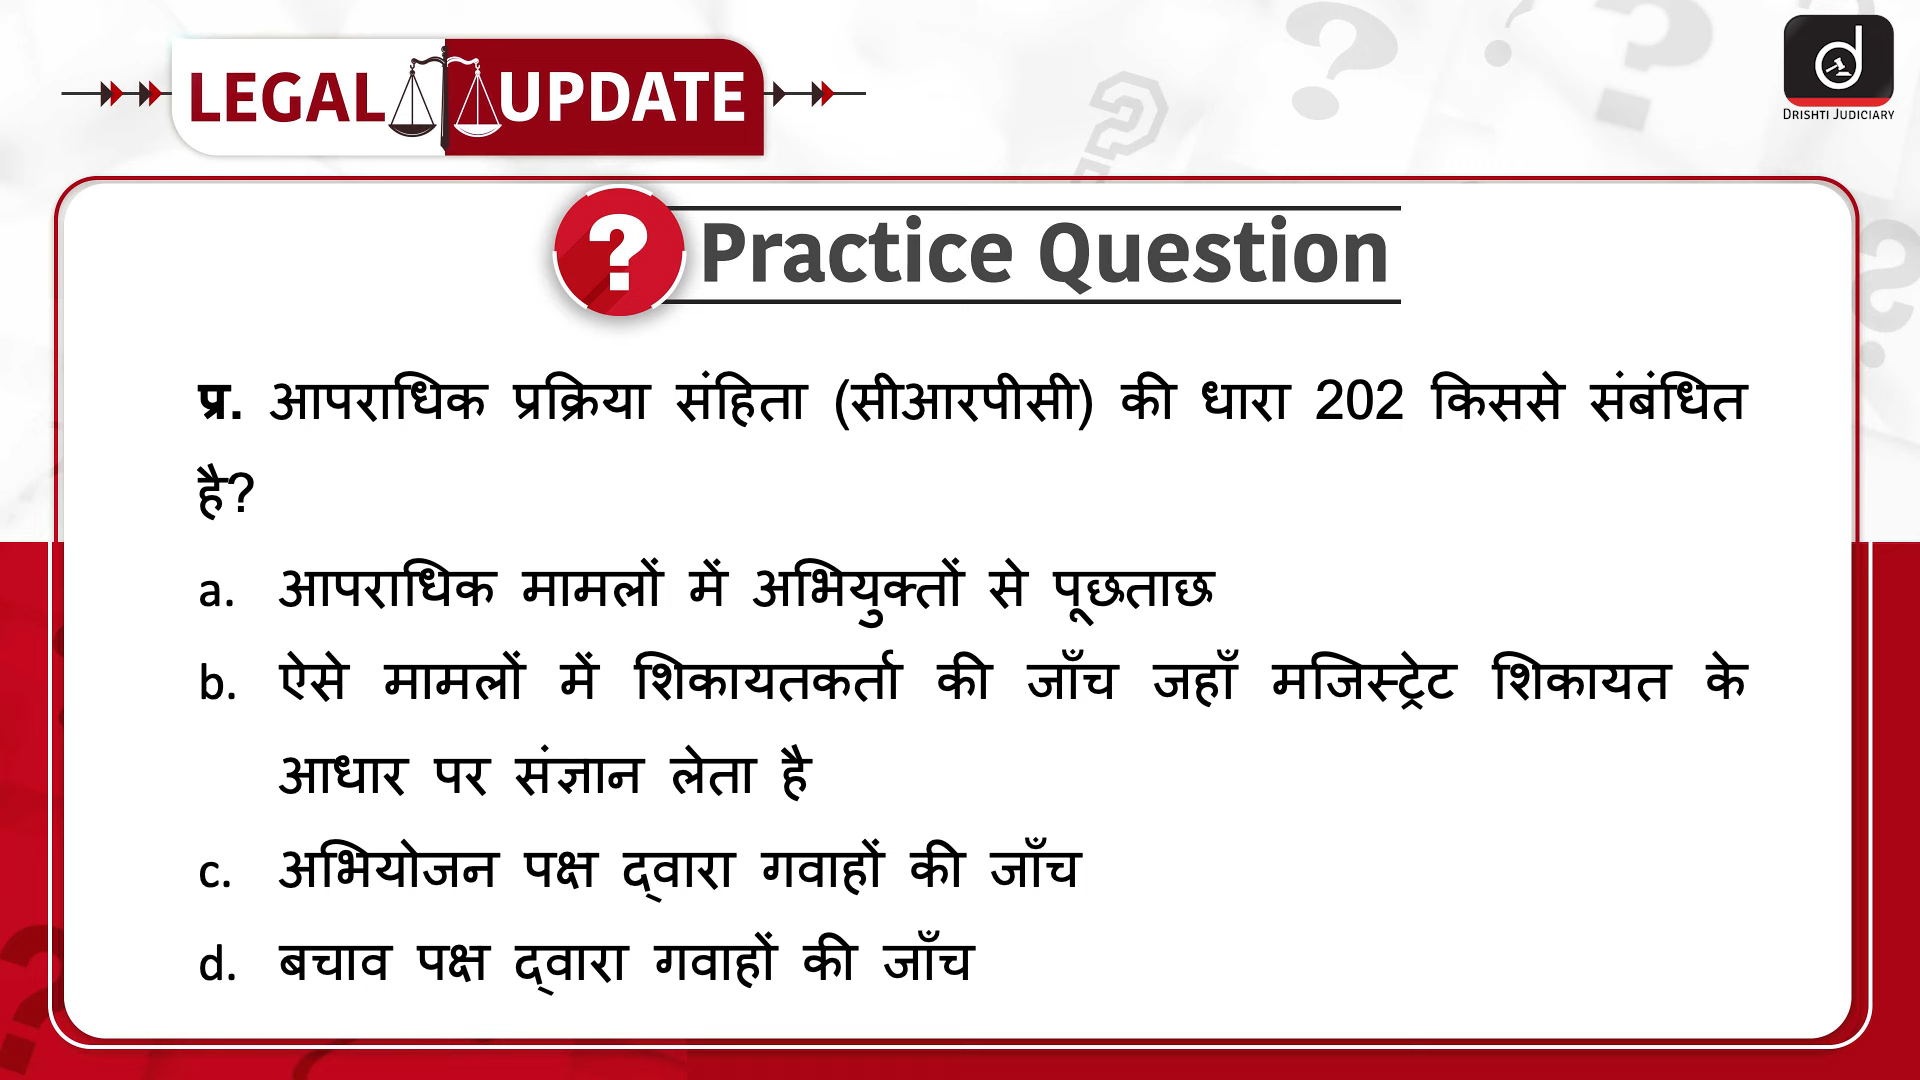 LEGAL UPDATE
DRISHTI JUDICIARY
? Practice Question
प्र. आपराधिक प्रक्रिया संहिता (सीआरपीसी) की धारा 202 किससे संबंधित
है?
a. आपराधिक मामलों में अभियुक्तों से पूछताछ
b. ऐसे मामलों में शिकायतकर्ता की जाँच जहाँ मजिस्ट्रेट शिकायत के
आधार पर संज्ञान लेता है
c. अभियोजन पक्ष द्वारा गवाहों की जाँच
d. बचाव पक्ष द्वारा गवाहों की जाँच